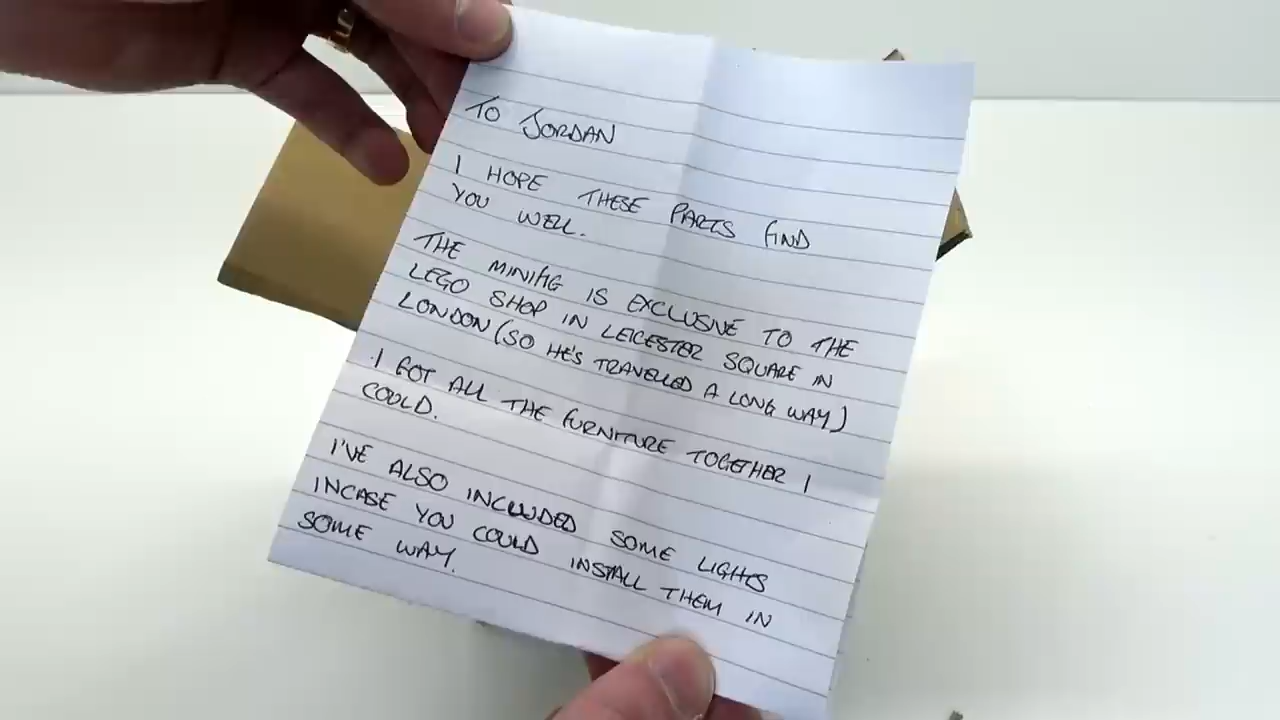 TO JORDAN
I HOPE THESE PARTS FIND
YOU WELL.
THE MINIFIG IS EXCLUSIVE TO THE
LEGO SHOP IN LEICESTER SQUARE IN
LONDON (SO HE'S TRAVELLED A LONG WAY)
I GOT ALL THE FURNITURE TOGETHER I
COULD.
I'VE ALSO INCLUDED SOME LIGHTS
INCASE YOU COULD INSTALL THEM IN
SOME WAY.